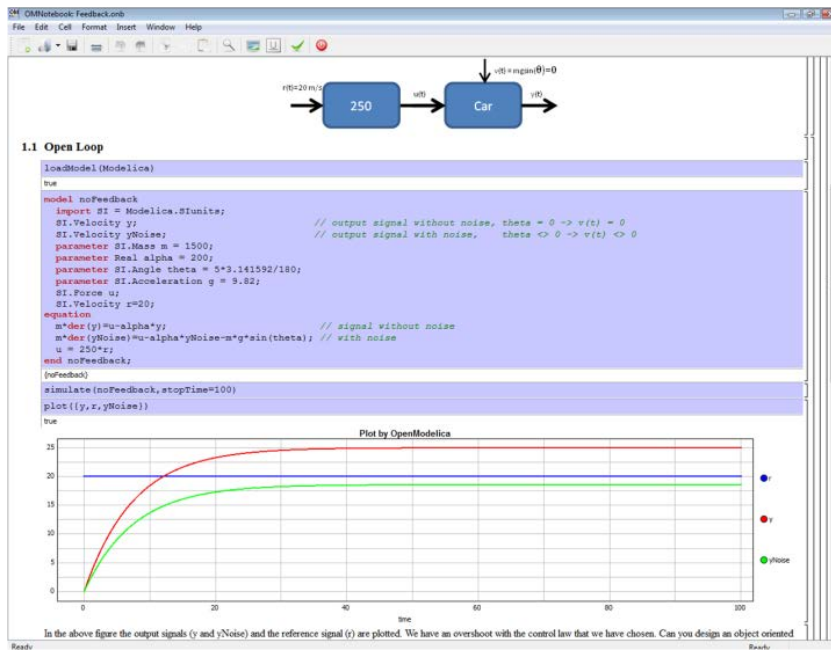 OMNotebook: Feedback.onb
File Edit Cell Format Insert Window Help
v(t) = mgsin(θ)=0
r(t)=20 m/s
u(t)
y(t)
250
Car
1.1 Open Loop
loadModel(Modelica)
true
model noFeedback
import SI = Modelica.SIunits;
SI.Velocity y; // output signal without noise, theta = 0 -> v(t) = 0
SI.Velocity yNoise; // output signal with noise, theta <> 0 -> v(t) <> 0
parameter SI.Mass m = 1500;
parameter Real alpha = 200;
parameter SI.Angle theta = 5*3.141592/180;
parameter SI.Acceleration g = 9.82;
SI.Force u;
SI.Velocity r=20;
equation
m*der(y)=u-alpha*y; // signal without noise
m*der(yNoise)=u-alpha*yNoise-m*g*sin(theta); // with noise
u = 250*r;
end noFeedback;
{noFeedback}
simulate(noFeedback,stopTime=100)
plot({y,r,yNoise})
true
Plot by OpenModelica
25
20
15
10
5
0
r
y
yNoise
0 20 40 60 80 100
time
In the above figure the output signals (y and yNoise) and the reference signal (r) are plotted. We have an overshoot with the control law that we have chosen. Can you design an object oriented
Ready Ready